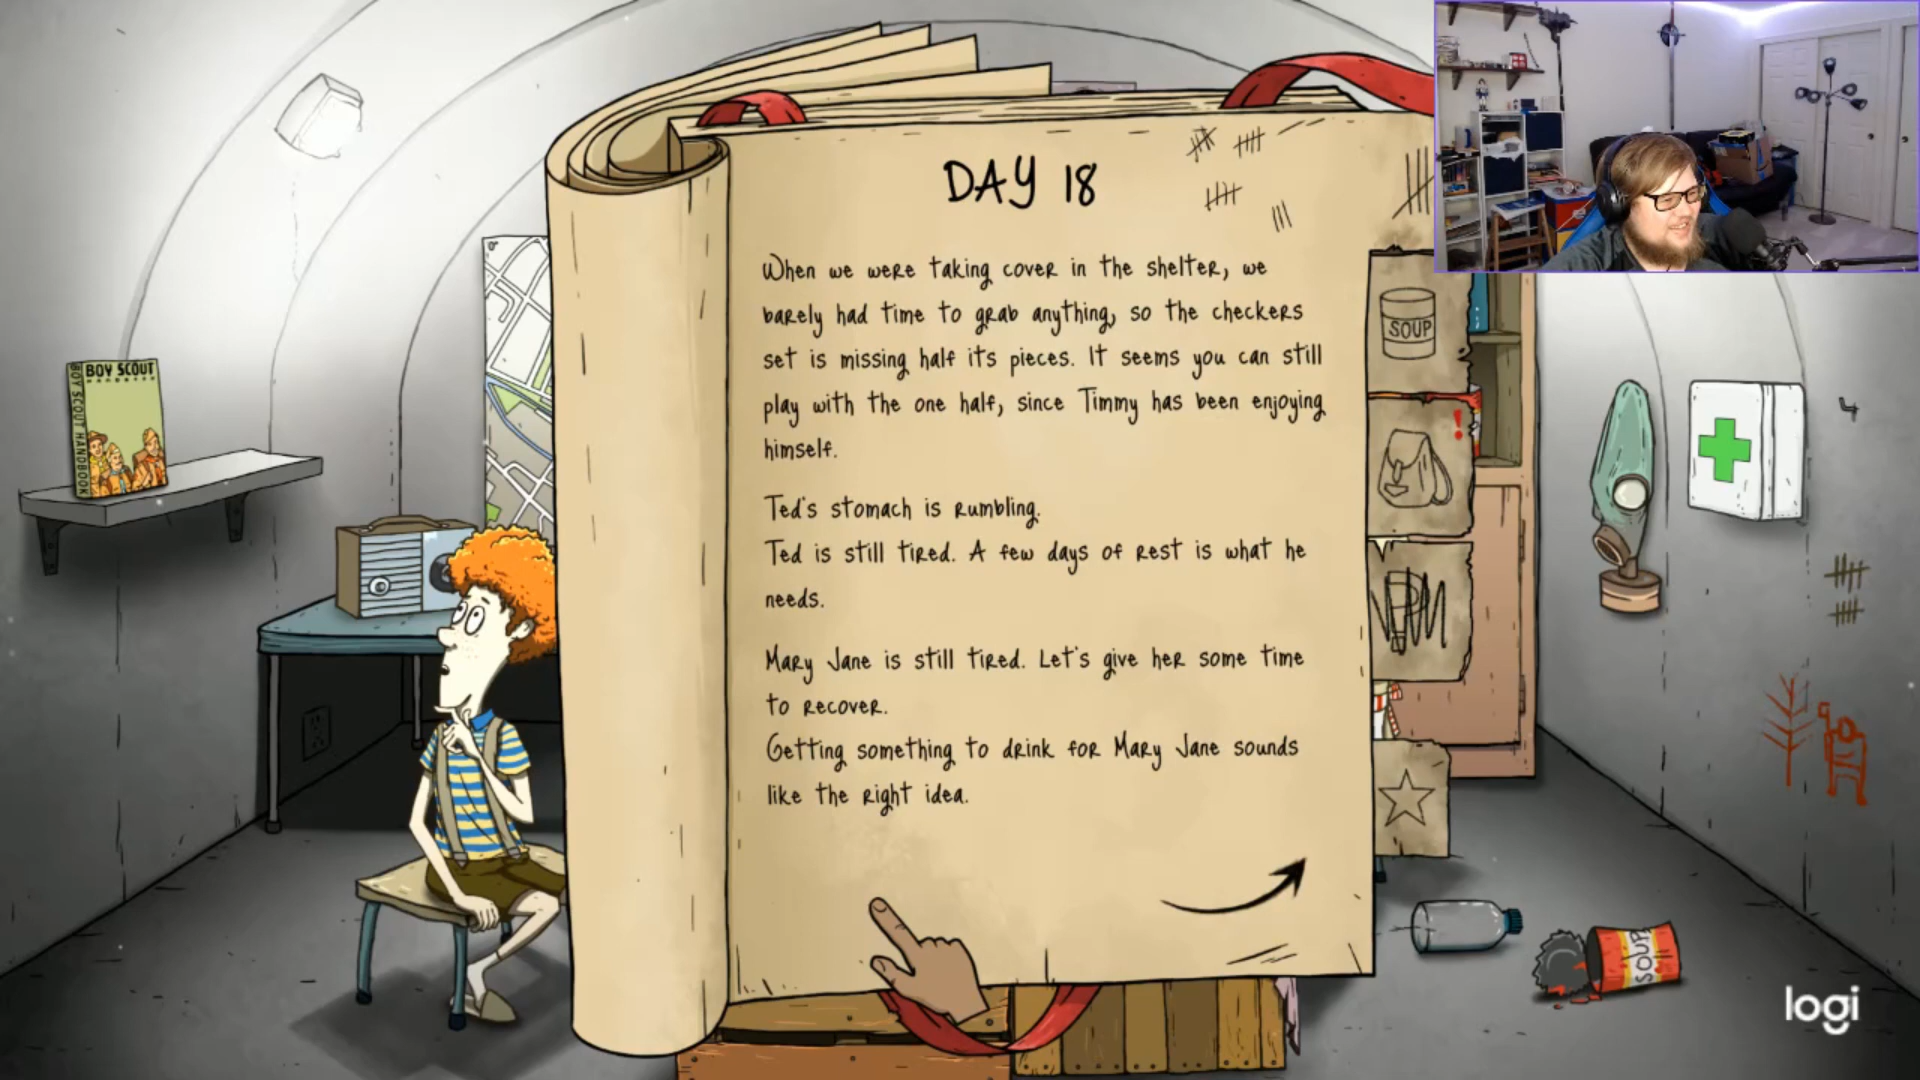 BOY SCOUT
BOY SCOUT HANDBOOK
DAY 18
When we were taking cover in the shelter, we
barely had time to grab anything, so the checkers
set is missing half its pieces. It seems you can still
play with the one half, since Timmy has been enjoying
himself.
Ted's stomach is rumbling.
Ted is still tired. A few days of rest is what he
needs.
Mary Jane is still tired. Let's give her some time
to recover.
Getting something to drink for Mary Jane sounds
like the right idea.
SOUP
!
SOUP
logi